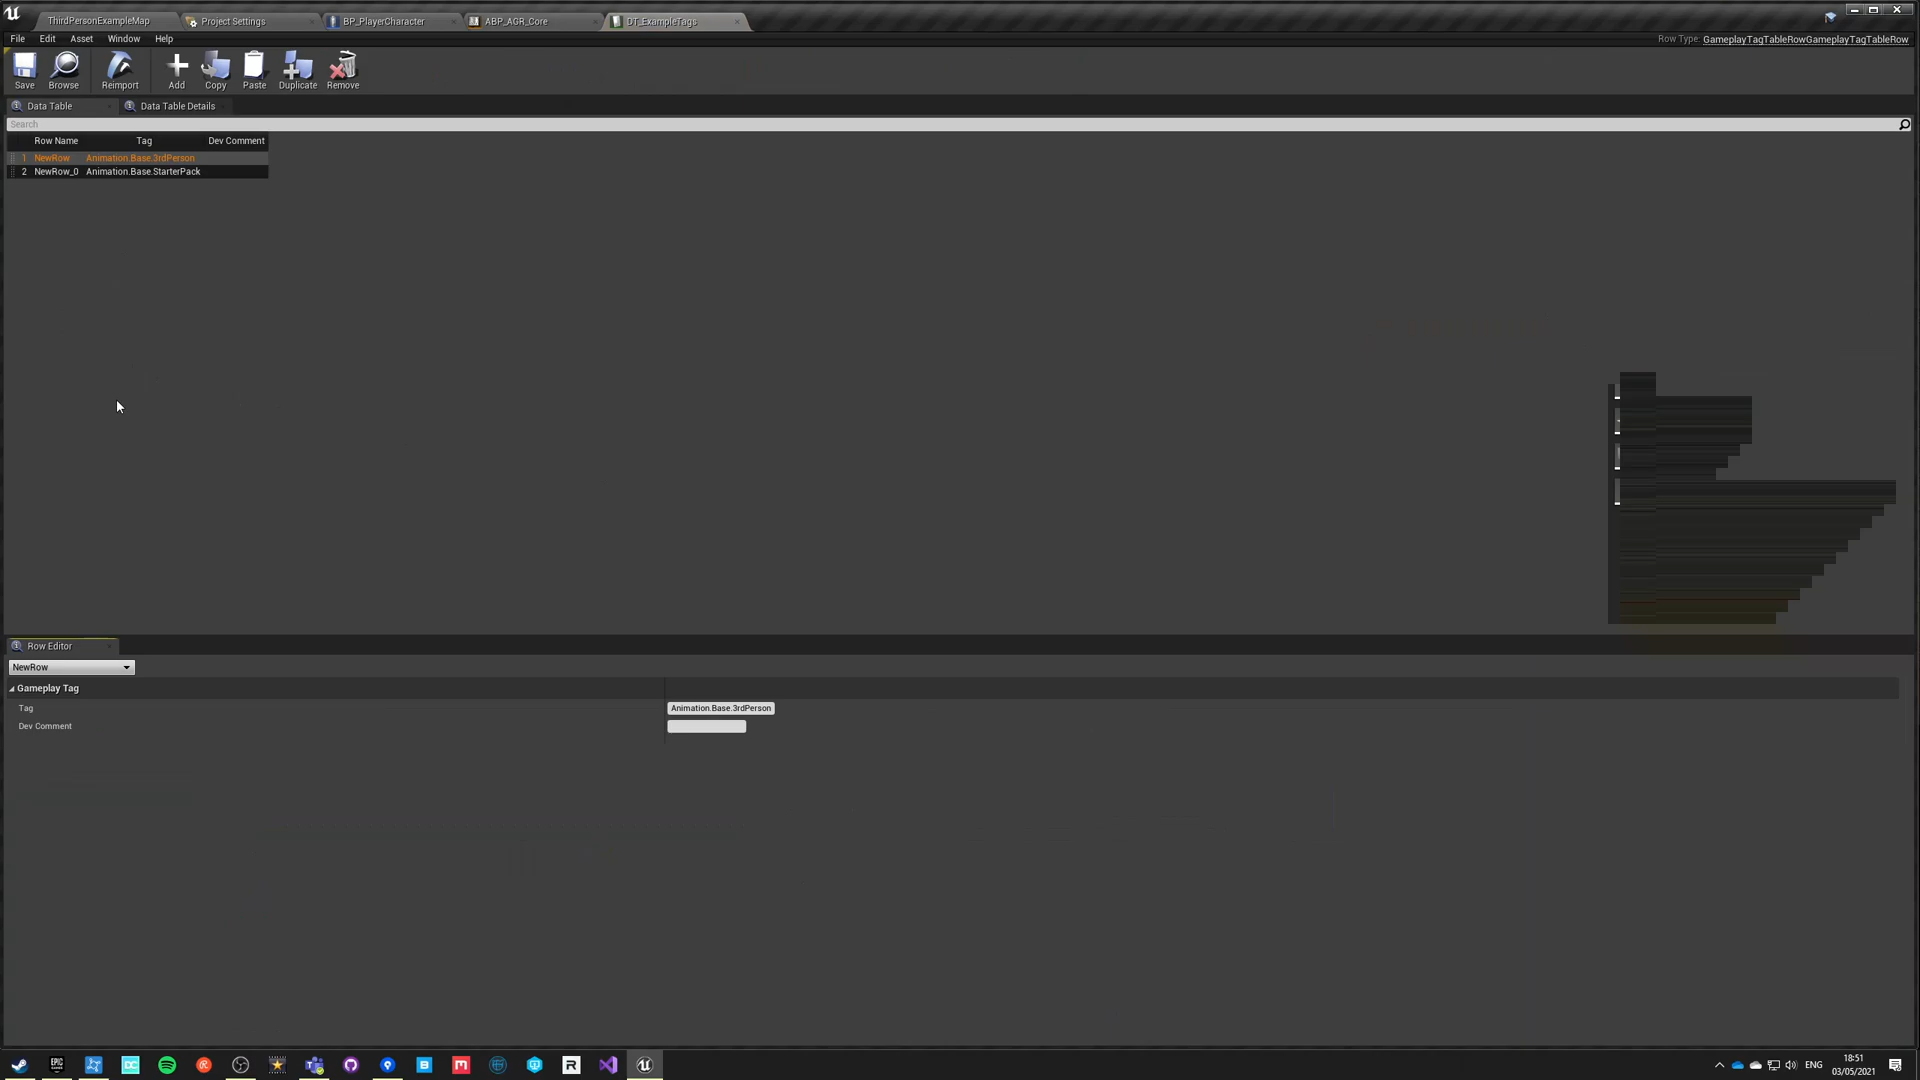 ThirdPersonExampleMap
Project Settings
BP_PlayerCharacter
ABP_AGR_Core
DT_ExampleTags
File Edit Asset Window Help
Row Type: GameplayTagTableRowGameplayTagTableRow
Save Browse Reimport Add Copy Paste Duplicate Remove
Data Table
Data Table Details
Search
Row Name Tag Dev Comment
1 NewRow Animation.Base.3rdPerson
2 NewRow_0 Animation.Base.StarterPack
Row Editor
NewRow
Gameplay Tag
Tag Animation.Base.3rdPerson
Dev Comment
EPIC GAMES
DC
B
M
R
ENG
18:51
03/05/2021